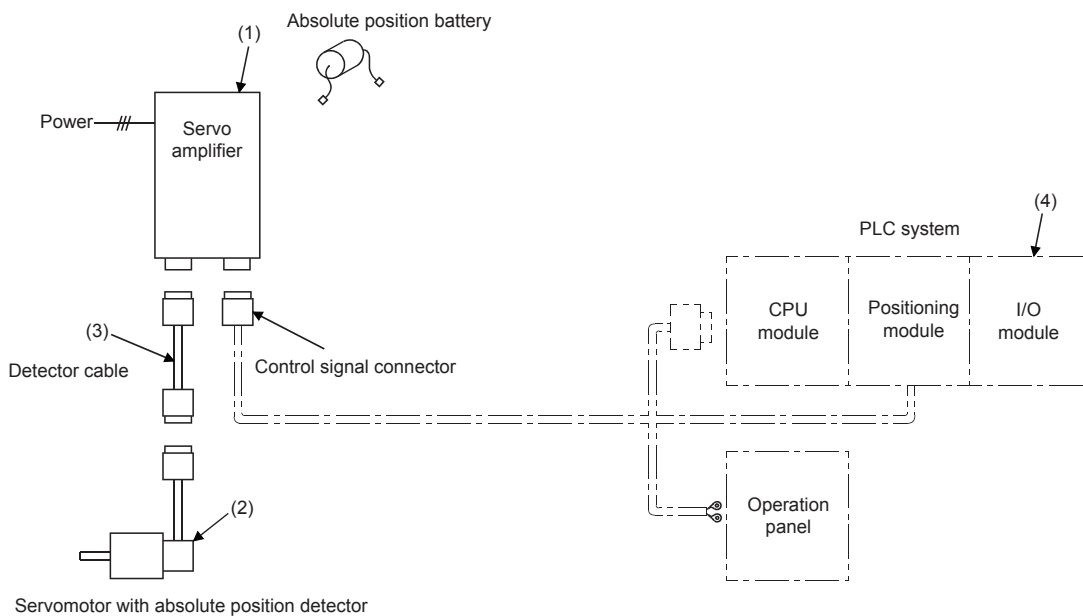 Absolute position battery
(1)
Power
Servo
amplifier
(4)
PLC system
CPU
module
Positioning
module
I/O
module
(3)
Detector cable
Control signal connector
(2)
Operation
panel
Servomotor with absolute position detector